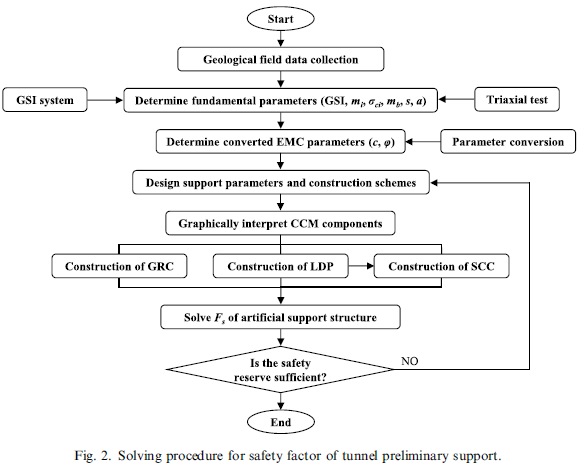 Start
Geological field data collection
GSI system
Determine fundamental parameters (GSI, mᵢ, σ_ci, m_b, s, a)
Triaxial test
Determine converted EMC parameters (c, φ)
Parameter conversion
Design support parameters and construction schemes
Graphically interpret CCM components
Construction of GRC
Construction of LDP
Construction of SCC
Solve Fₛ of artificial support structure
Is the safety
reserve sufficient?
NO
End
Fig. 2. Solving procedure for safety factor of tunnel preliminary support.